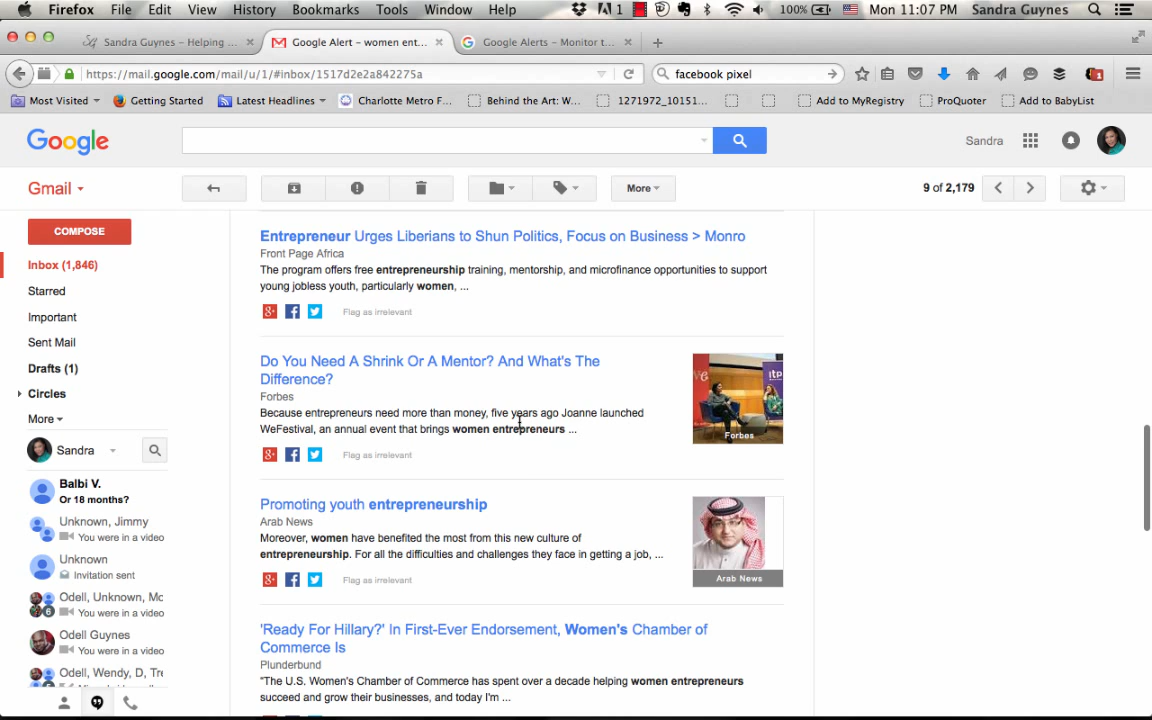 Firefox File Edit View History Bookmarks Tools Window Help 1 100% Mon 11:07 PM Sandra Guynes
Sandra Guynes – Helping ... Google Alert – women ent... Google Alerts - Monitor t...
https://mail.google.com/mail/u/1/#inbox/1517d2e2a842275a facebook pixel 1
Most Visited Getting Started Latest Headlines Charlotte Metro F... Behind the Art: W... 1271972_10151... Add to MyRegistry ProQuoter Add to BabyList
Google Sandra
Gmail More 9 of 2,179
COMPOSE
Inbox (1,846)
Starred
Important
Sent Mail
Drafts (1)
Circles
More
Sandra
Balbi V.
Or 18 months?
Unknown, Jimmy
You were in a video
Unknown
Invitation sent
Odell, Unknown, Mc
6 You were in a video
Odell Guynes
You were in a video
Odell, Wendy, D, Tre
Entrepreneur Urges Liberians to Shun Politics, Focus on Business > Monro
Front Page Africa
The program offers free entrepreneurship training, mentorship, and microfinance opportunities to support
young jobless youth, particularly women, ...
Flag as irrelevant
Do You Need A Shrink Or A Mentor? And What's The
Difference?
Forbes
Because entrepreneurs need more than money, five years ago Joanne launched
WeFestival, an annual event that brings women entrepreneurs ...
Flag as irrelevant
itp
Forbes
Promoting youth entrepreneurship
Arab News
Moreover, women have benefited the most from this new culture of
entrepreneurship. For all the difficulties and challenges they face in getting a job, ...
Flag as irrelevant
Arab News
'Ready For Hillary?' In First-Ever Endorsement, Women's Chamber of
Commerce Is
Plunderbund
"The U.S. Women's Chamber of Commerce has spent over a decade helping women entrepreneurs
succeed and grow their businesses, and today I'm ...